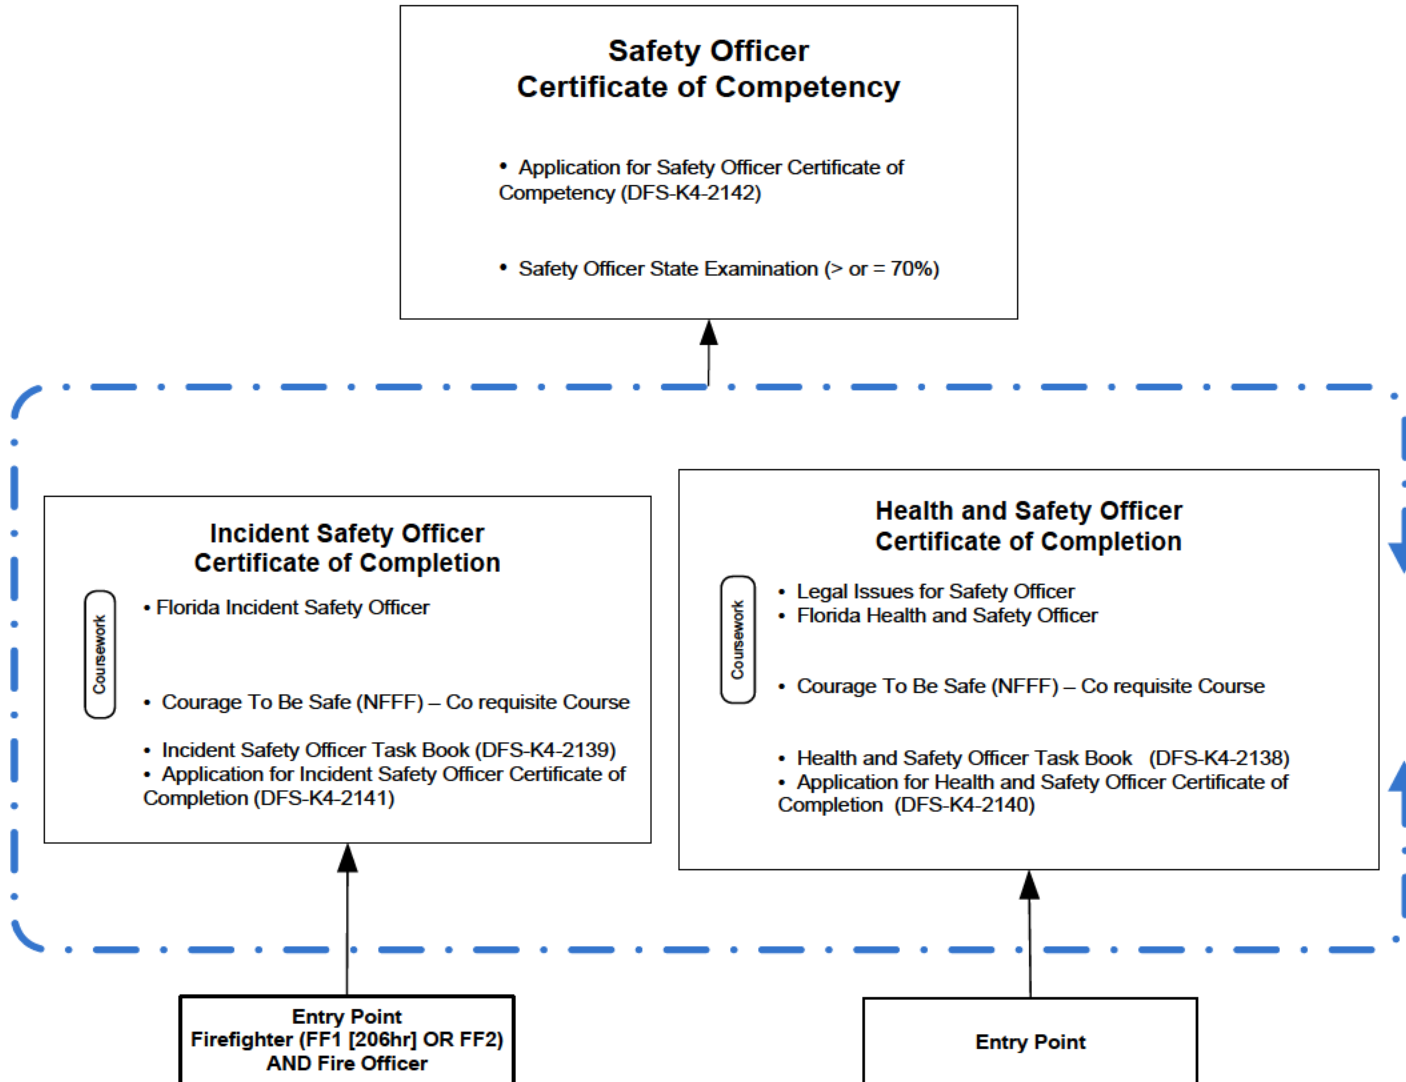 Safety Officer
Certificate of Competency
• Application for Safety Officer Certificate of
Competency (DFS-K4-2142)
• Safety Officer State Examination (> or = 70%)
Incident Safety Officer
Certificate of Completion
Coursework
• Florida Incident Safety Officer
• Courage To Be Safe (NFFF) – Co requisite Course
• Incident Safety Officer Task Book (DFS-K4-2139)
• Application for Incident Safety Officer Certificate of
Completion (DFS-K4-2141)
Health and Safety Officer
Certificate of Completion
Coursework
• Legal Issues for Safety Officer
• Florida Health and Safety Officer
• Courage To Be Safe (NFFF) – Co requisite Course
• Health and Safety Officer Task Book (DFS-K4-2138)
• Application for Health and Safety Officer Certificate of
Completion (DFS-K4-2140)
Entry Point
Firefighter (FF1 [206hr] OR FF2)
AND Fire Officer
Entry Point